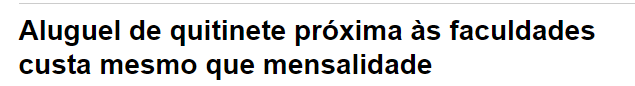 Aluguel de quitinete próxima às faculdades
custa mesmo que mensalidade